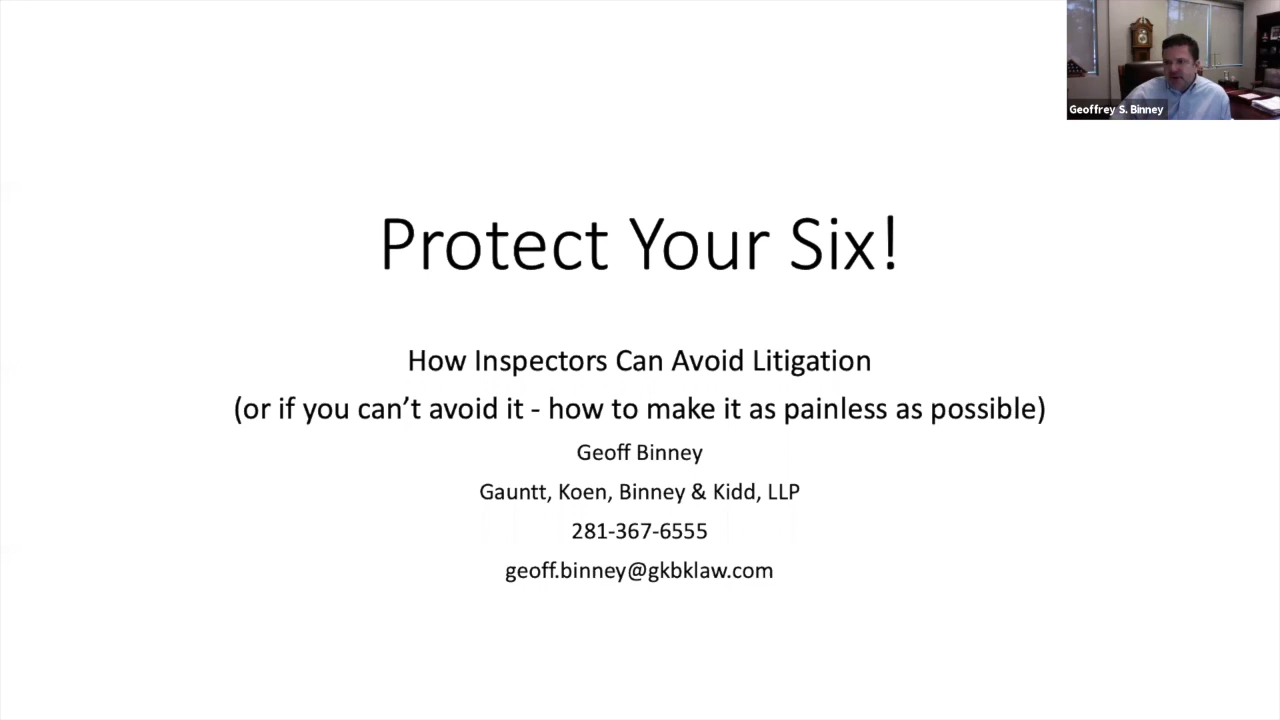 Geoffrey S. Binney
Protect Your Six!
How Inspectors Can Avoid Litigation
(or if you can’t avoid it - how to make it as painless as possible)
Geoff Binney
Gauntt, Koen, Binney & Kidd, LLP
281-367-6555
geoff.binney@gkbklaw.com